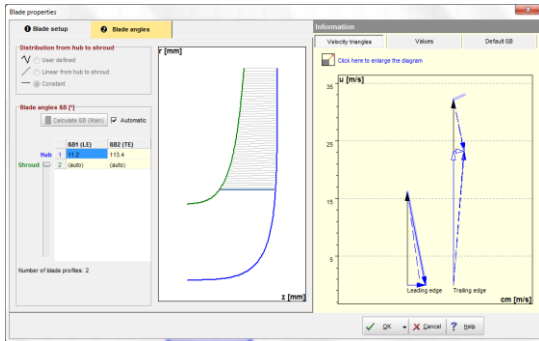 Blade properties
1 Blade setup
2 Blade angles
Distribution from hub to shroud
User defined
Linear from hub to shroud
Constant
Blade angles ßB [°]
Calculate ßB (Blein)
Automatic
ßB1 (LE) ßB2 (TE)
Hub 1 11.2 113.4
Shroud 2 (auto) (auto)
Number of blade profiles: 2
r [mm]
z [mm]
Information
Velocity triangles Values Default ßB
Click here to enlarge the diagram
u [m/s]
35
25
15
5
Leading edge Trailing edge
cm [m/s]
OK Cancel ? Help